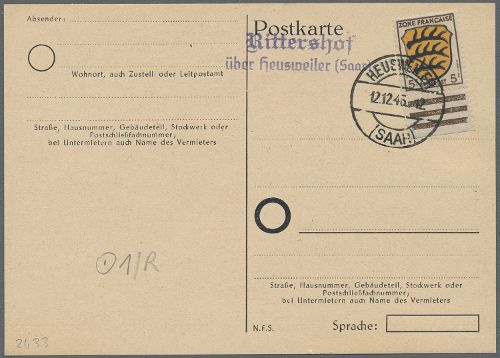 Absender:
Wohnort, auch Zustell- oder Leitpostamt
Straße, Hausnummer, Gebäudeteil, Stockwerk oder
Postschließfachnummer;
bei Untermietern auch Name des Vermieters
O1/R
2433
Postkarte
Rittershof
über Heusweiler (Saar)
ZONE FRANÇAISE
5
HEUSWEILER
12.12.45
(SAAR)
Straße, Hausnummer, Gebäudeteil, Stockwerk oder
Postschließfachnummer;
bei Untermietern auch Name des Vermieters
N.F.S.
Sprache: